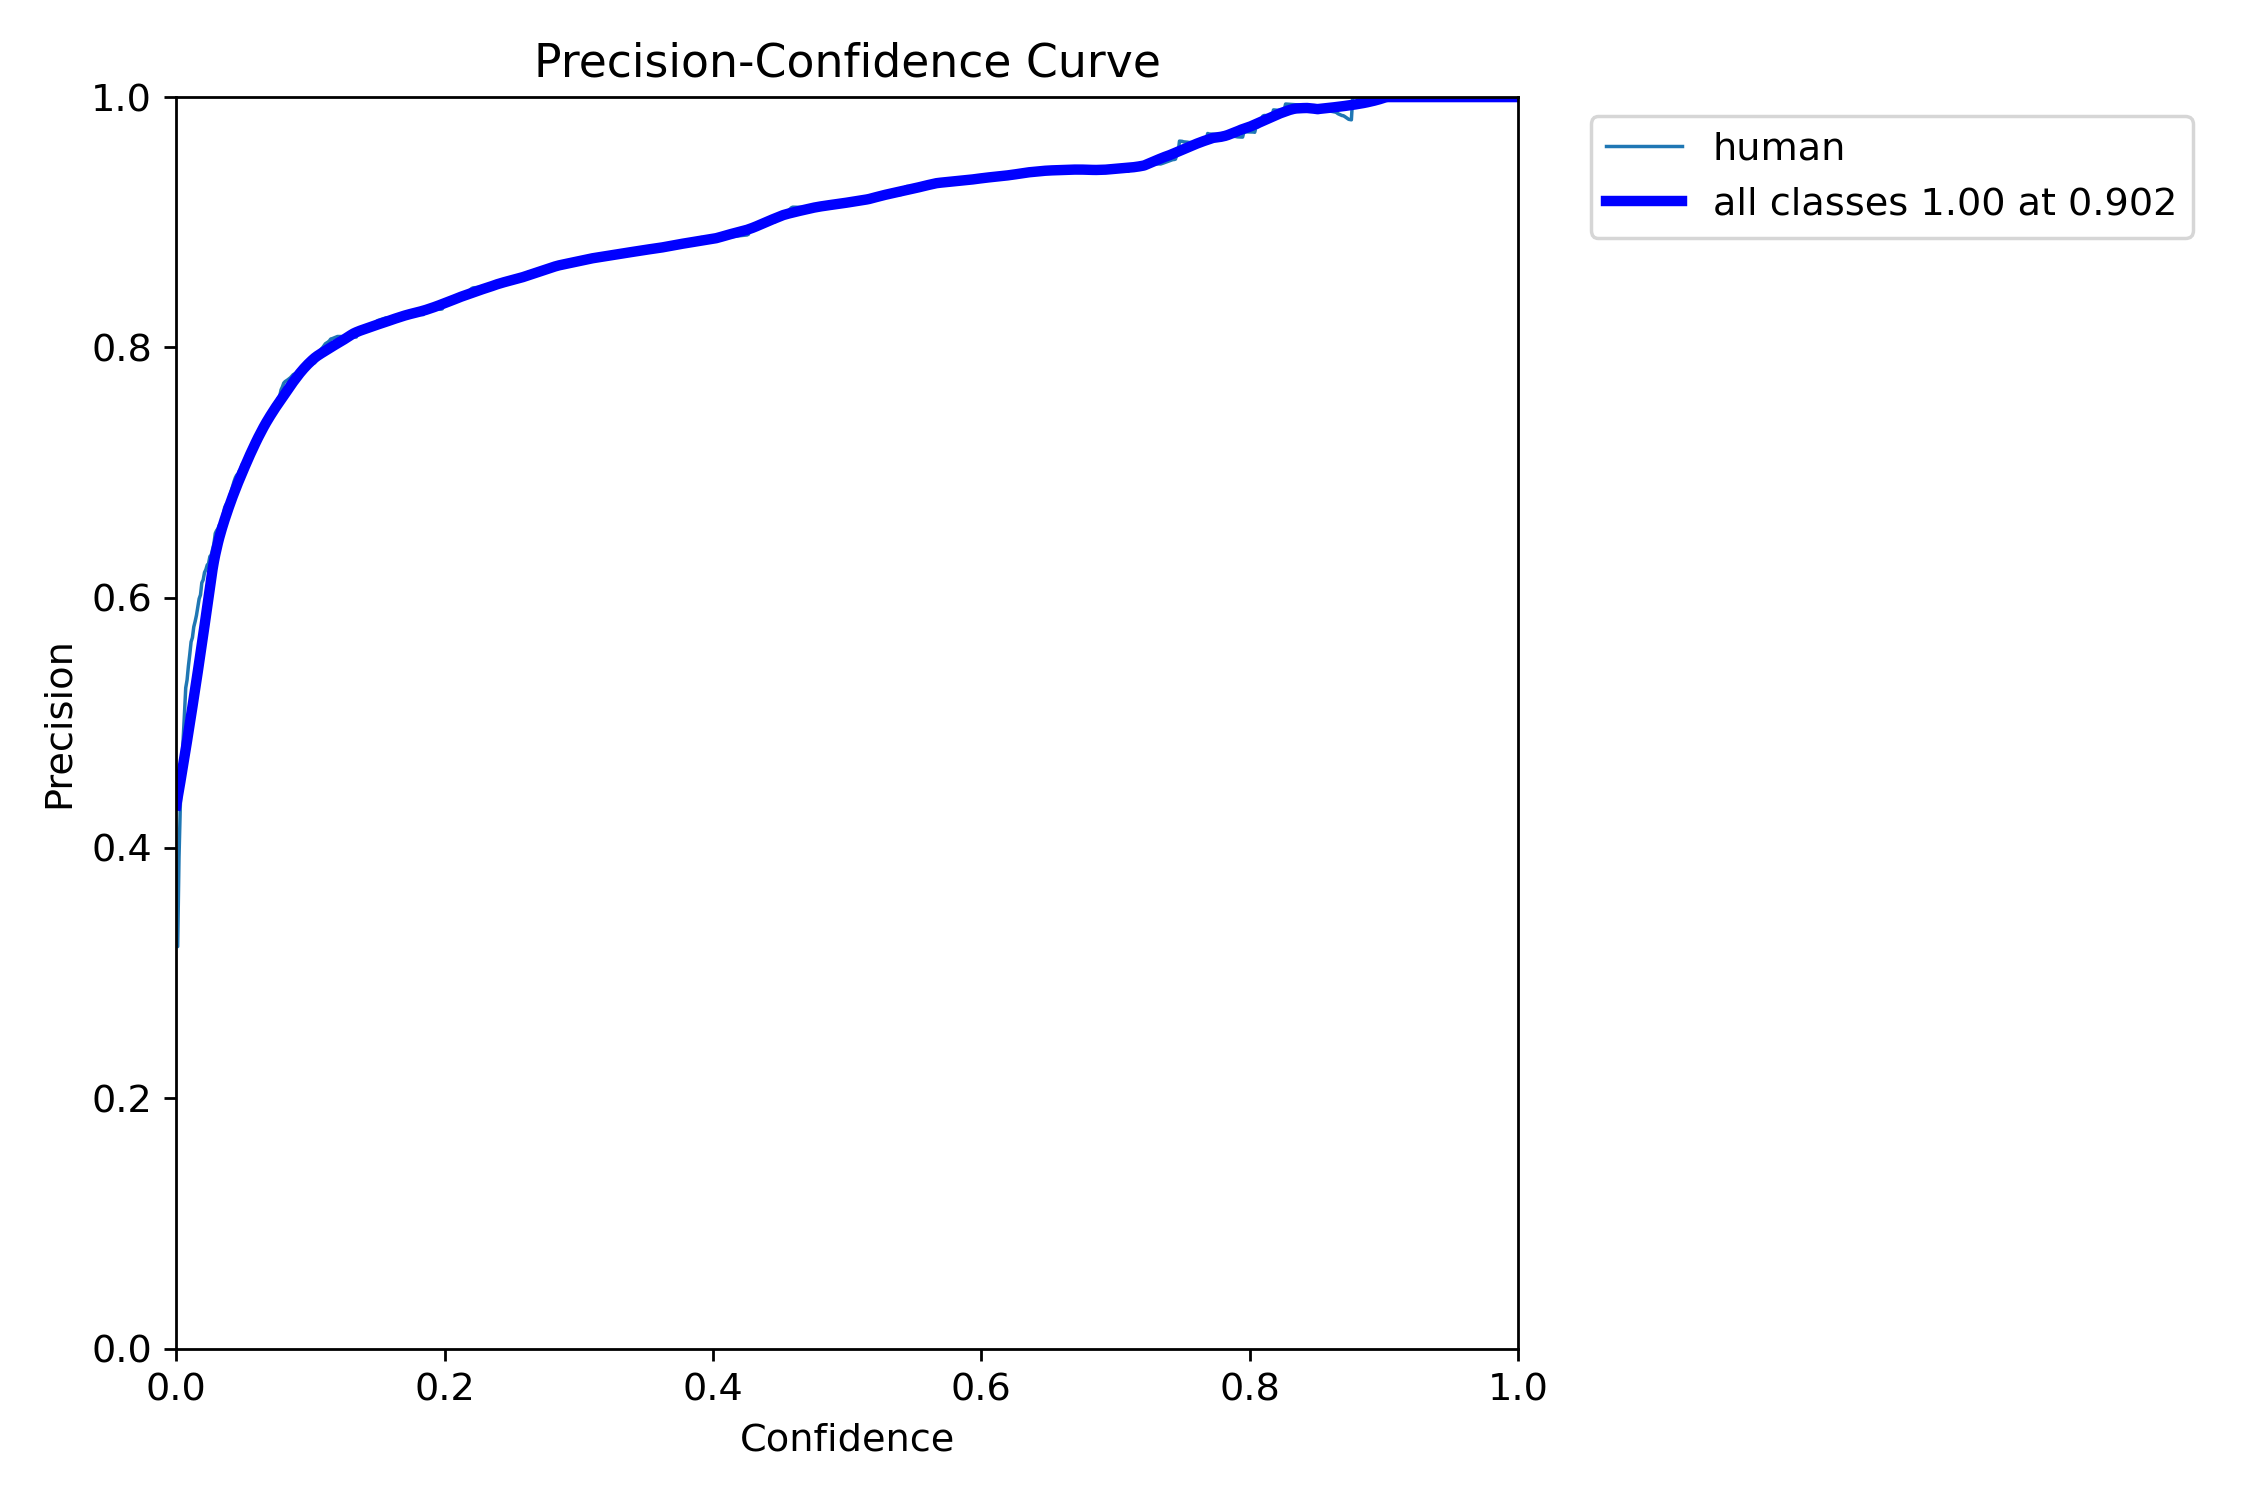 Precision-Confidence Curve
1.0
0.8
0.6
0.4
0.2
0.0
Precision
0.0 0.2 0.4 0.6 0.8 1.0
Confidence
human
all classes 1.00 at 0.902